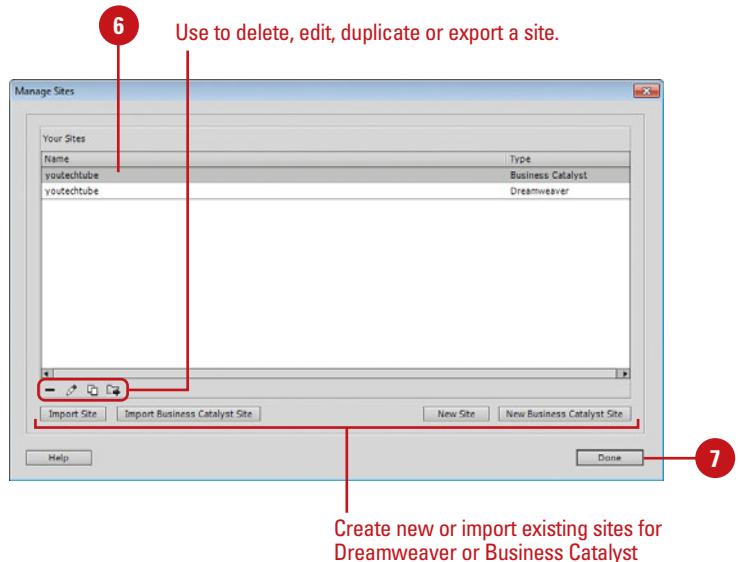 6
Use to delete, edit, duplicate or export a site.
Manage Sites
Your Sites
Name Type
youtechtube Business Catalyst
youtechtube Dreamweaver
Import Site Import Business Catalyst Site New Site New Business Catalyst Site
Help Done
7
Create new or import existing sites for
Dreamweaver or Business Catalyst